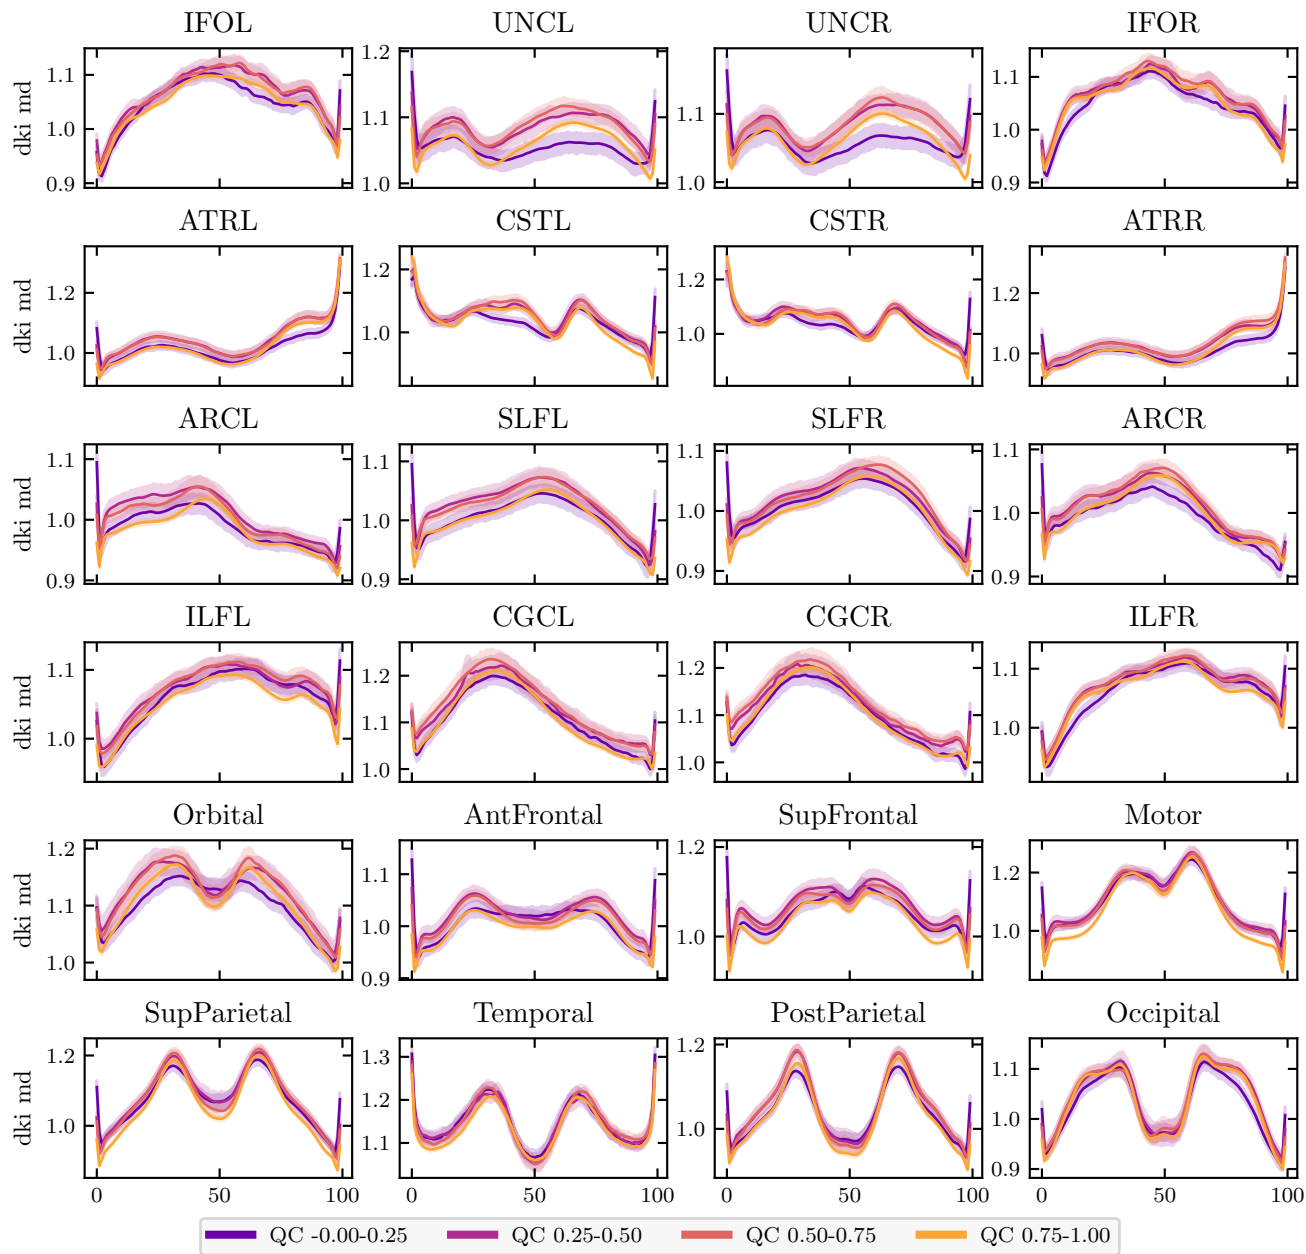 IFOL UNCL UNCR IFOR
dki md 1.1 1.0 0.9 1.2 1.1 1.0 1.1 1.0 1.1 1.0 0.9
ATRL CSTL CSTR ATRR
dki md 1.2 1.0 1.2 1.0 1.2 1.0 1.2 1.0
ARCL SLFL SLFR ARCR
dki md 1.1 1.0 0.9 1.1 1.0 0.9 1.1 1.0 0.9 1.1 1.0 0.9
ILFL CGCL CGCR ILFR
dki md 1.1 1.0 1.2 1.1 1.0 1.2 1.1 1.0 1.1 1.0
Orbital AntFrontal SupFrontal Motor
dki md 1.2 1.1 1.0 1.1 1.0 0.9 1.2 1.1 1.0 1.2 1.0
SupParietal Temporal PostParietal Occipital
dki md 1.2 1.0 1.3 1.2 1.1 1.2 1.0 1.1 1.0 0.9
0 50 100 0 50 100 0 50 100 0 50 100
QC -0.00-0.25 QC 0.25-0.50 QC 0.50-0.75 QC 0.75-1.00